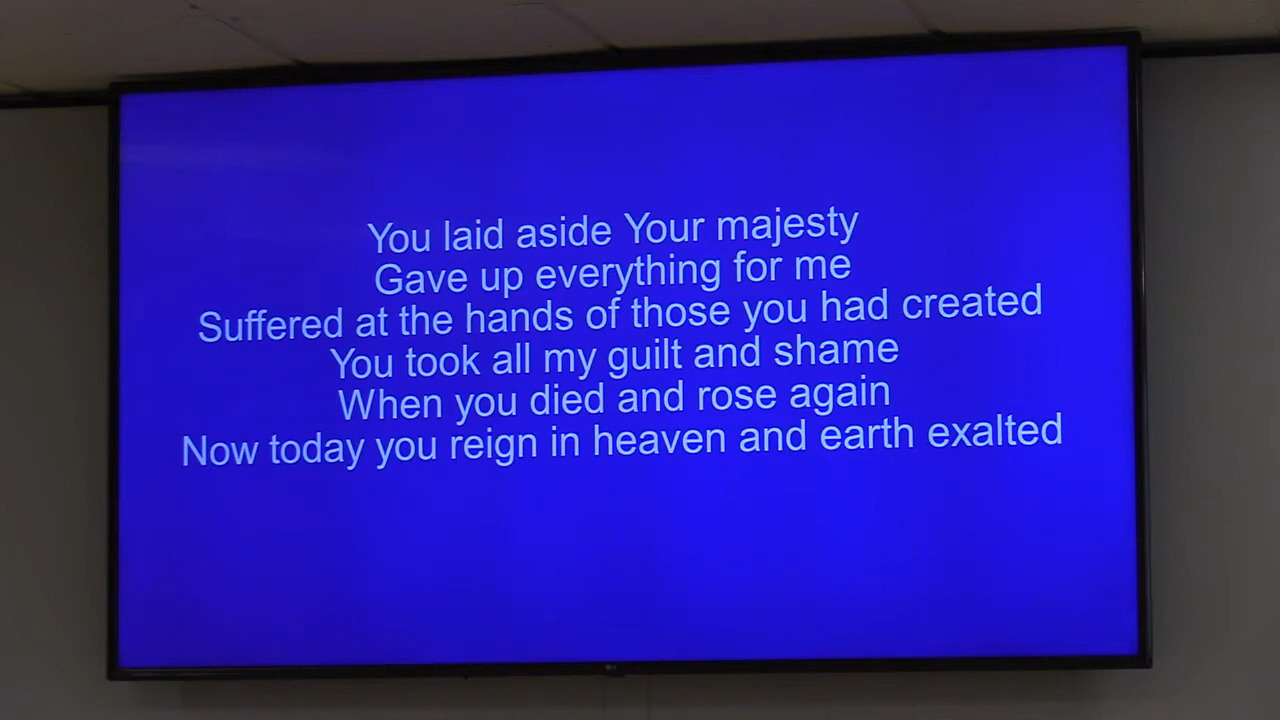 You laid aside Your majesty
Gave up everything for me
Suffered at the hands of those you had created
You took all my guilt and shame
When you died and rose again
Now today you reign in heaven and earth exalted